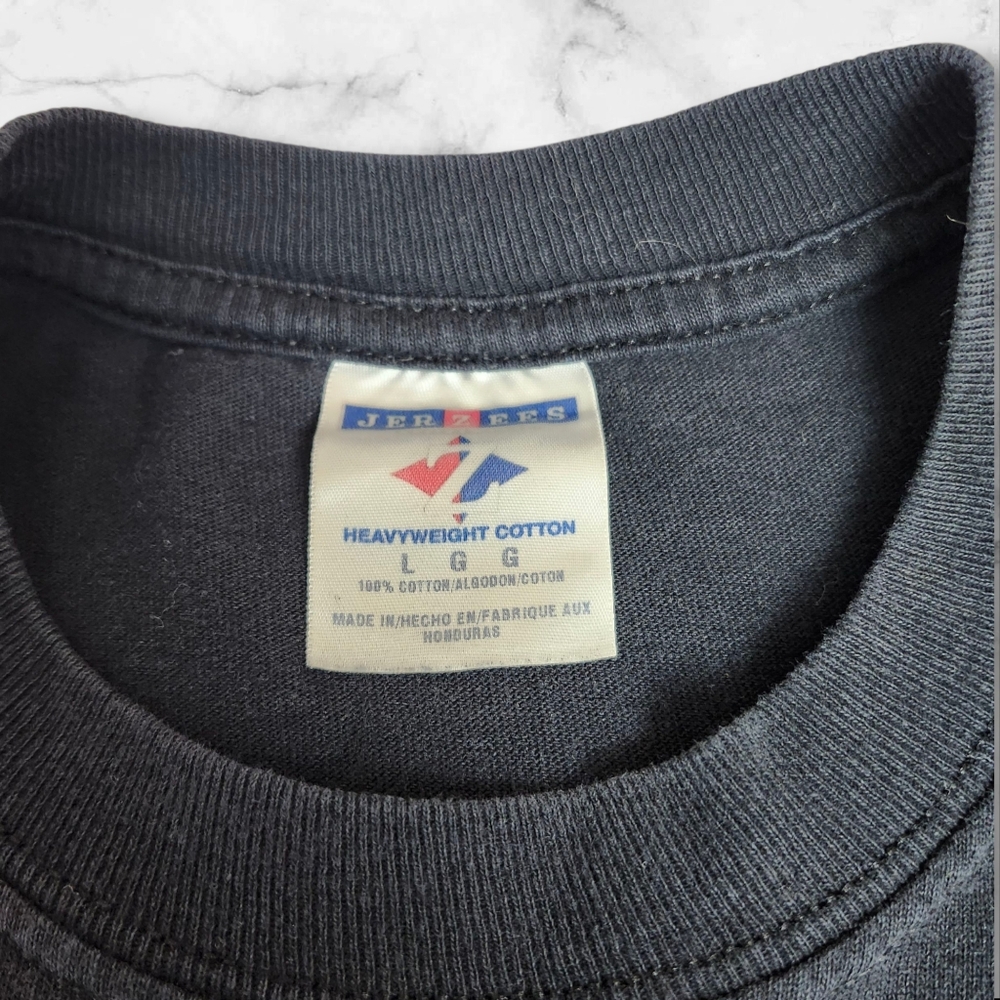 JERZEES
HEAVYWEIGHT COTTON
L G G
100% COTTON/ALGODON/COTON
MADE IN/HECHO EN/FABRIQUE AUX
HONDURAS